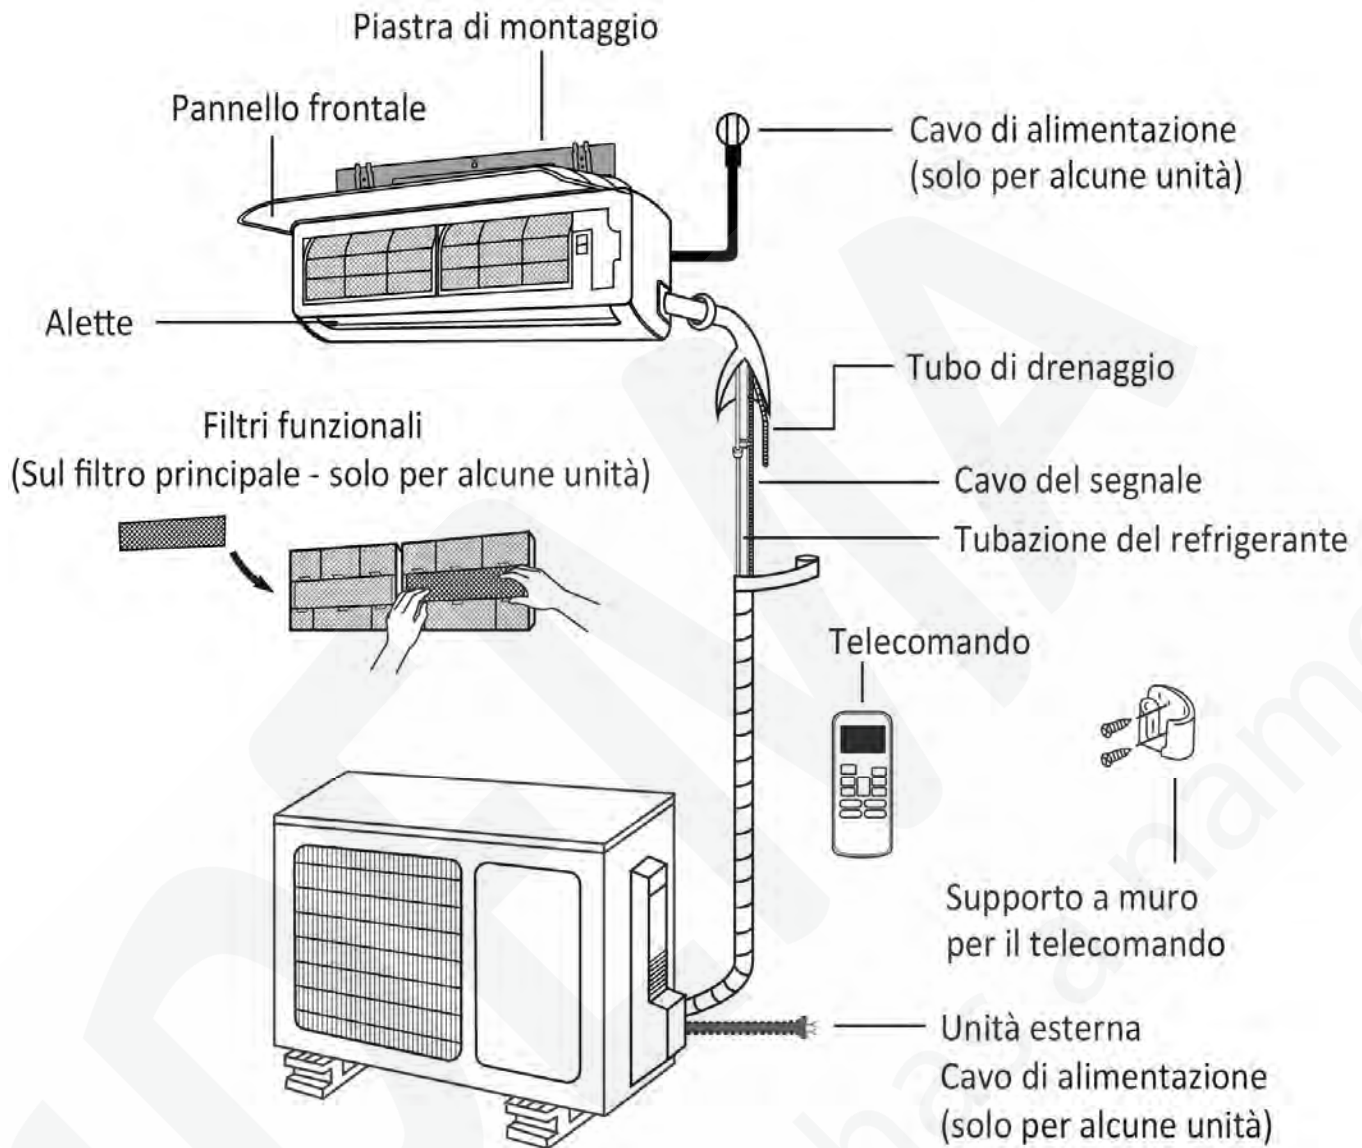 Piastra di montaggio
Pannello frontale
Cavo di alimentazione
(solo per alcune unità)
Alette
Tubo di drenaggio
Filtri funzionali
(Sul filtro principale - solo per alcune unità)
Cavo del segnale
Tubazione del refrigerante
Telecomando
Supporto a muro
per il telecomando
Unità esterna
Cavo di alimentazione
(solo per alcune unità)
has a name